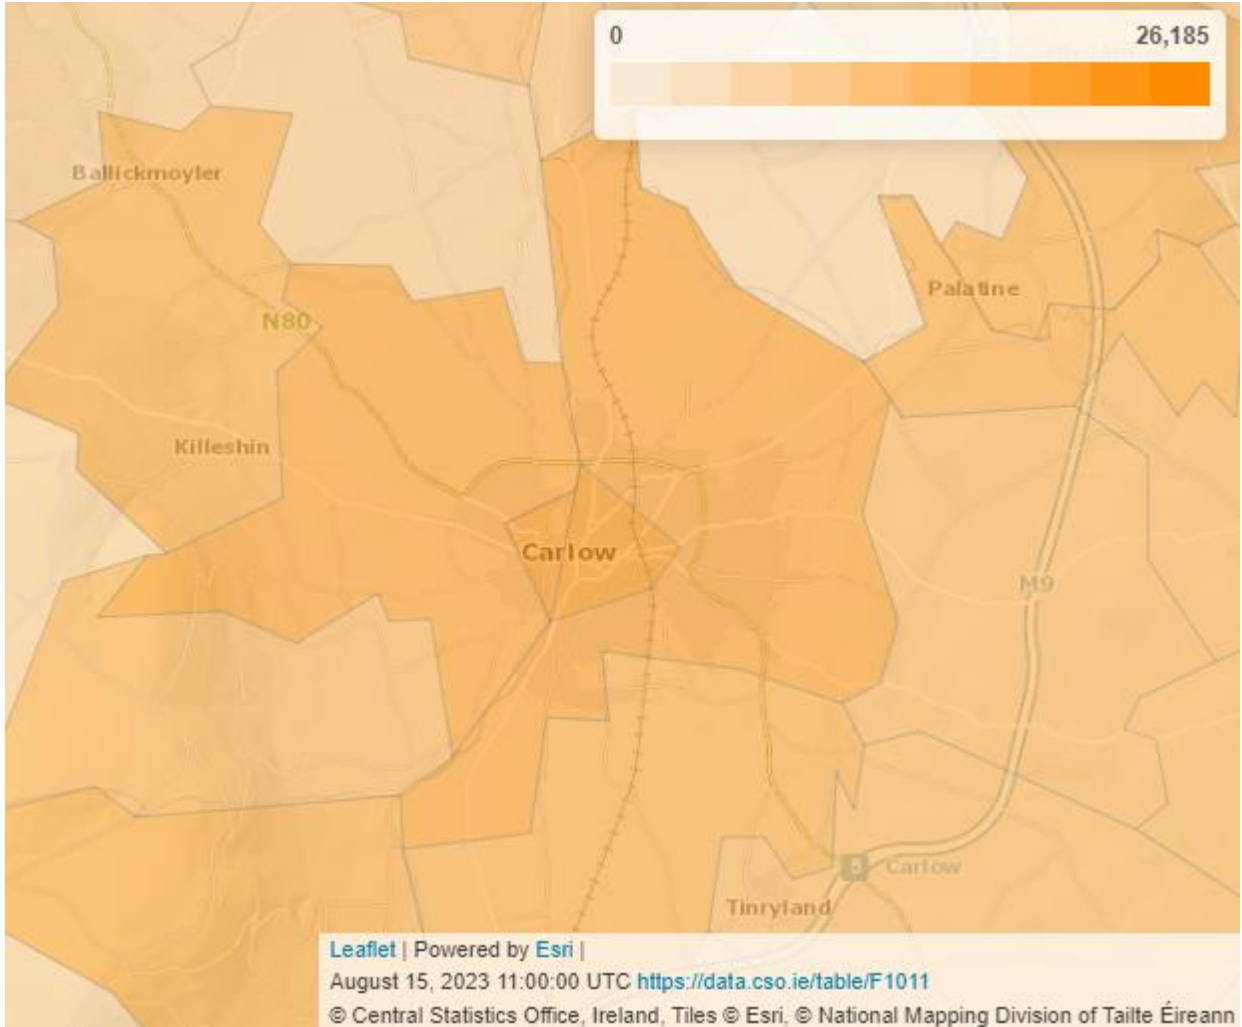 0 26,185
Ballickmoyler
Palatine
N80
Killeshin
Carlow
M9
5 Carlow
Tinryland
Leaflet | Powered by Esri |
August 15, 2023 11:00:00 UTC https://data.cso.ie/table/F1011
© Central Statistics Office, Ireland, Tiles © Esri, © National Mapping Division of Tailte Éireann